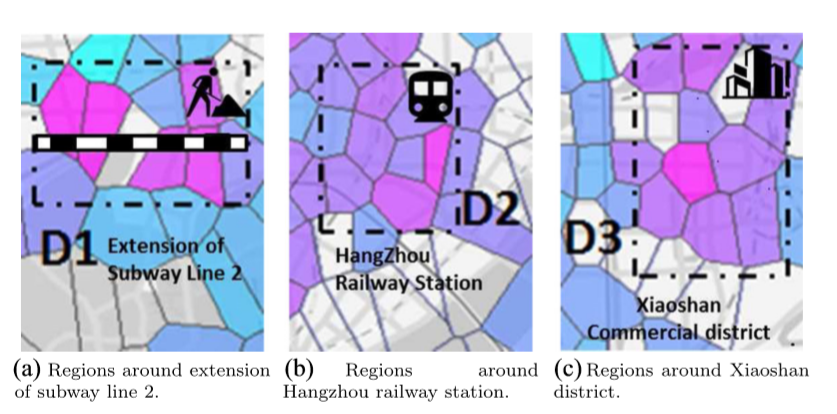 D1
Extension of
Subway Line 2
D2
HangZhou
Railway Station
D3
Xiaoshan
Commercial district
(a) Regions around extension
of subway line 2.
(b) Regions around
Hangzhou railway station.
(c) Regions around Xiaoshan
district.